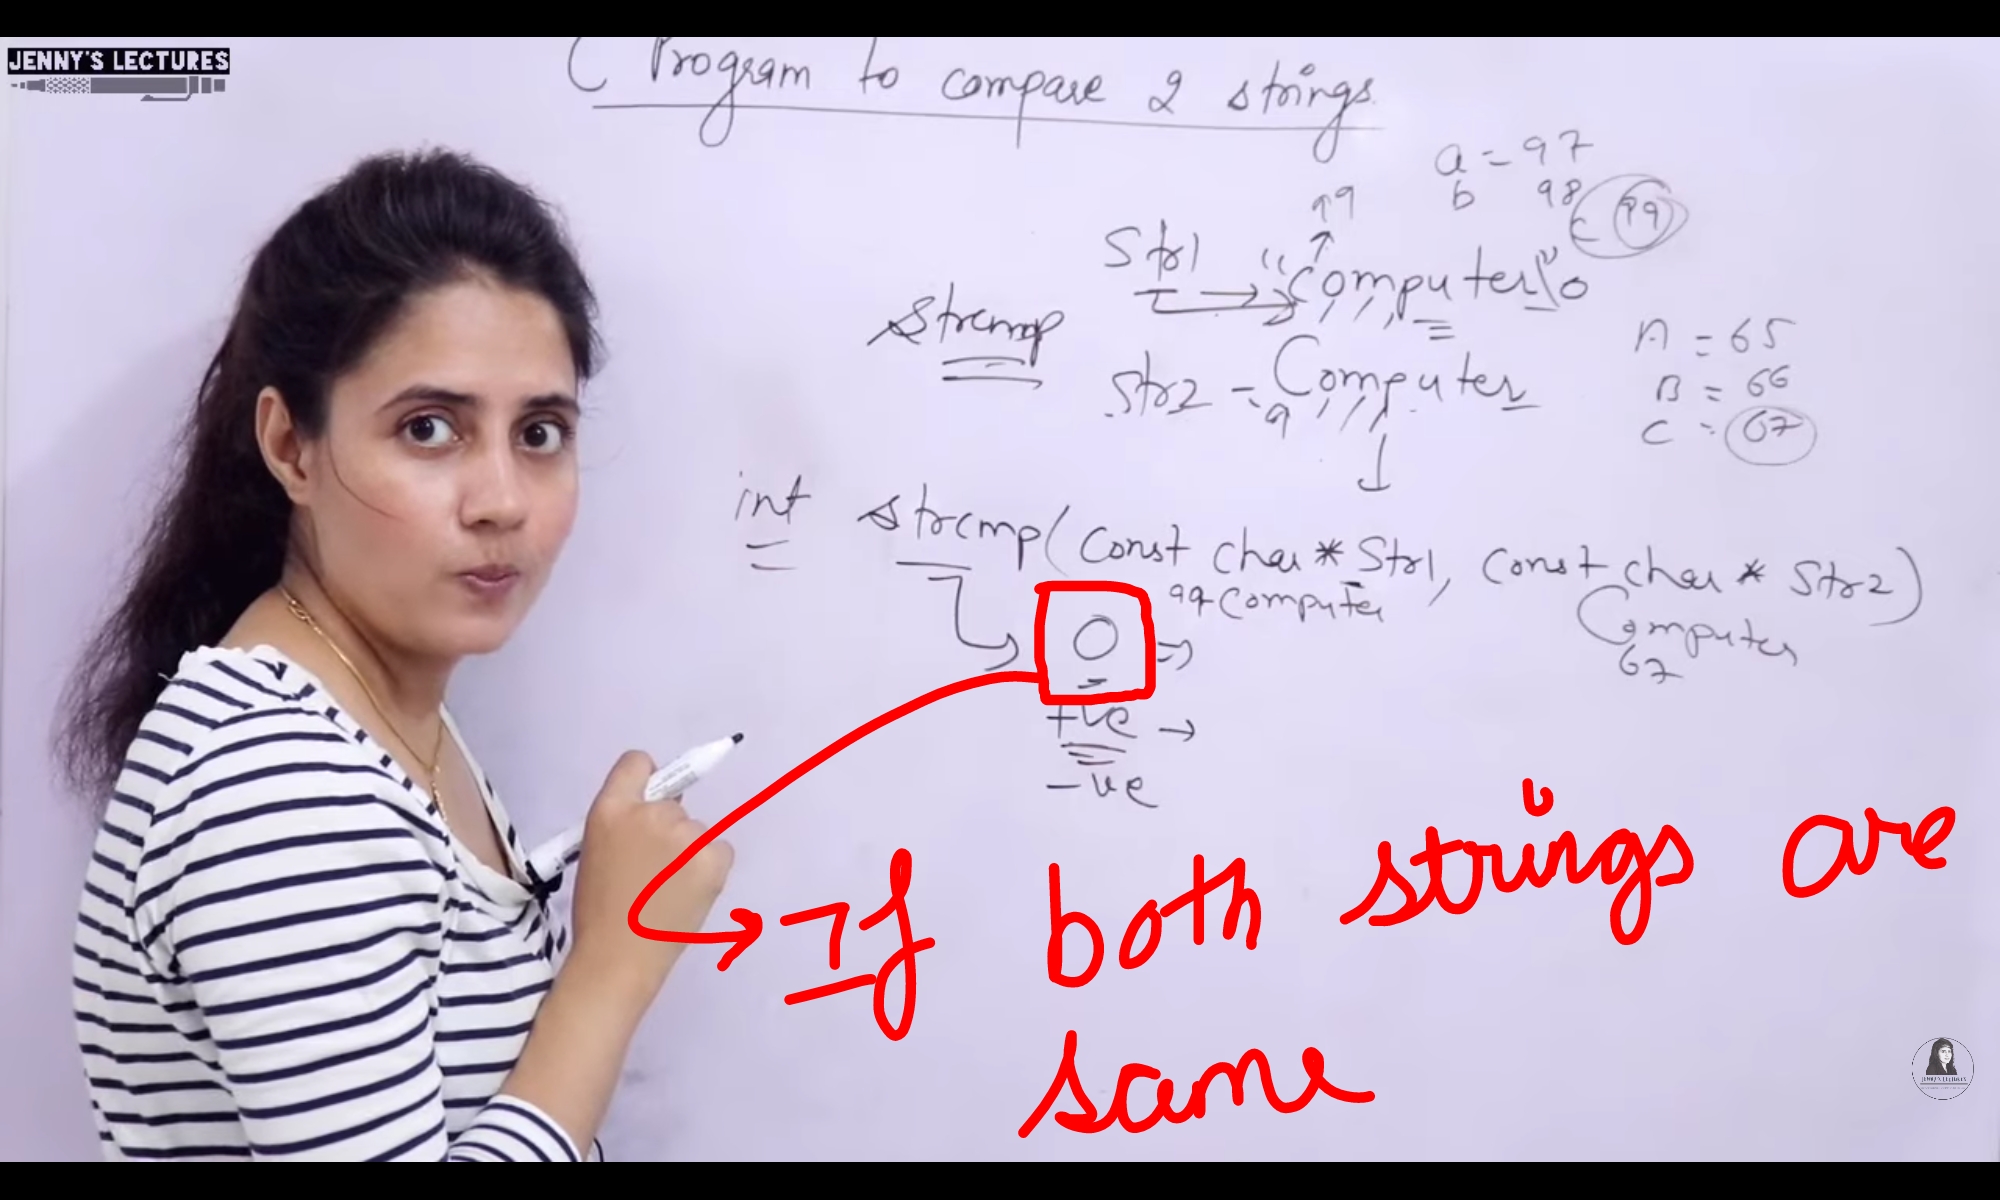 JENNY'S LECTURES
C Program to compare 2 strings
a = 97
b 98
c 99
99
Str1 → "Computer"\0
strcmp
Str2 - Computer
A = 65
B = 66
C - 67
int strcmp(const char * Str1, const char * Str2)
99 computer
Computer
67
0 →
+ve →
-ve
→ If both strings are
same
JENNY'S LECTURES